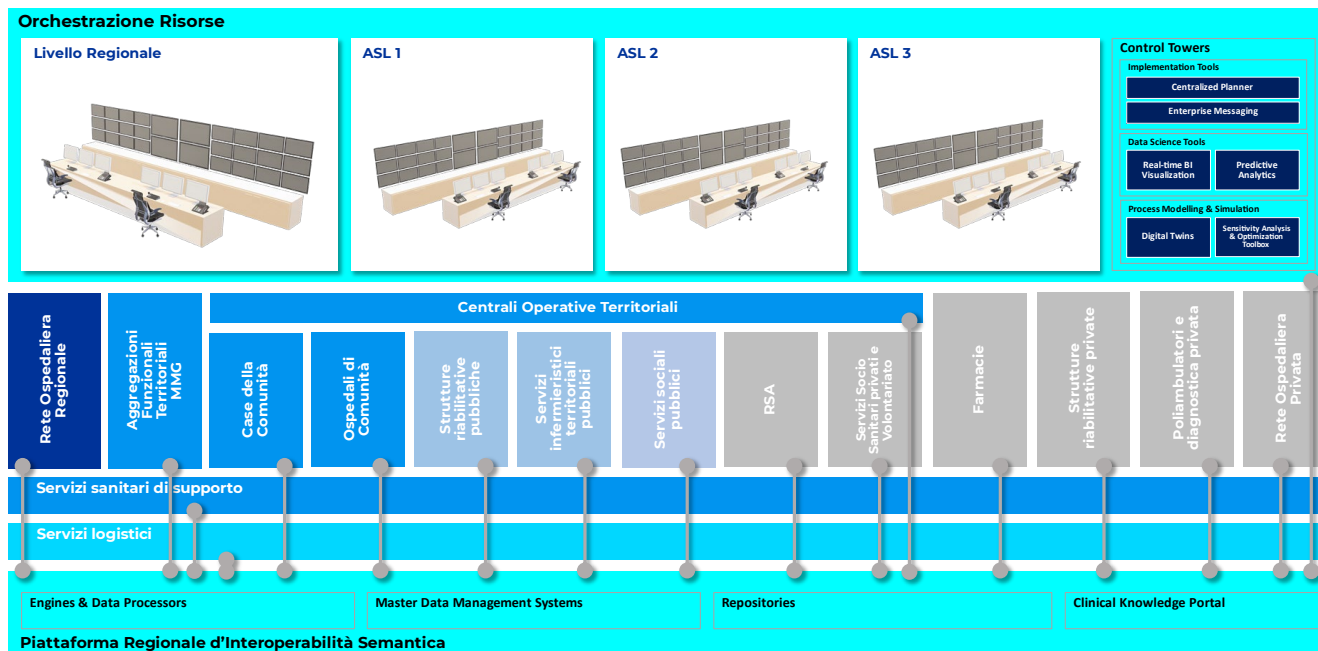 Orchestrazione Risorse
Livello Regionale
ASL 1
ASL 2
ASL 3
Control Towers
Implementation Tools
Centralized Planner
Enterprise Messaging
Data Science Tools
Real-time BI
Visualization
Predictive
Analytics
Process Modelling & Simulation
Digital Twins
Sensitivity Analysis
& Optimization
Toolbox
Rete Ospedaliera
Regionale
Aggregazioni
Funzionali
Territoriali
MMG
Centrali Operative Territoriali
Case della
Comunità
Ospedali di
Comunità
Strutture
riabilitative
pubbliche
Servizi
infermieristici
territoriali
pubblici
Servizi sociali
pubblici
RSA
Servizi Socio
Sanitari privati e
Volontariato
Farmacie
Strutture
riabilitative private
Poliambulatori e
diagnostica privata
Rete Ospedaliera
Privata
Servizi sanitari di supporto
Servizi logistici
Engines & Data Processors
Master Data Management Systems
Repositories
Clinical Knowledge Portal
Piattaforma Regionale d'Interoperabilità Semantica